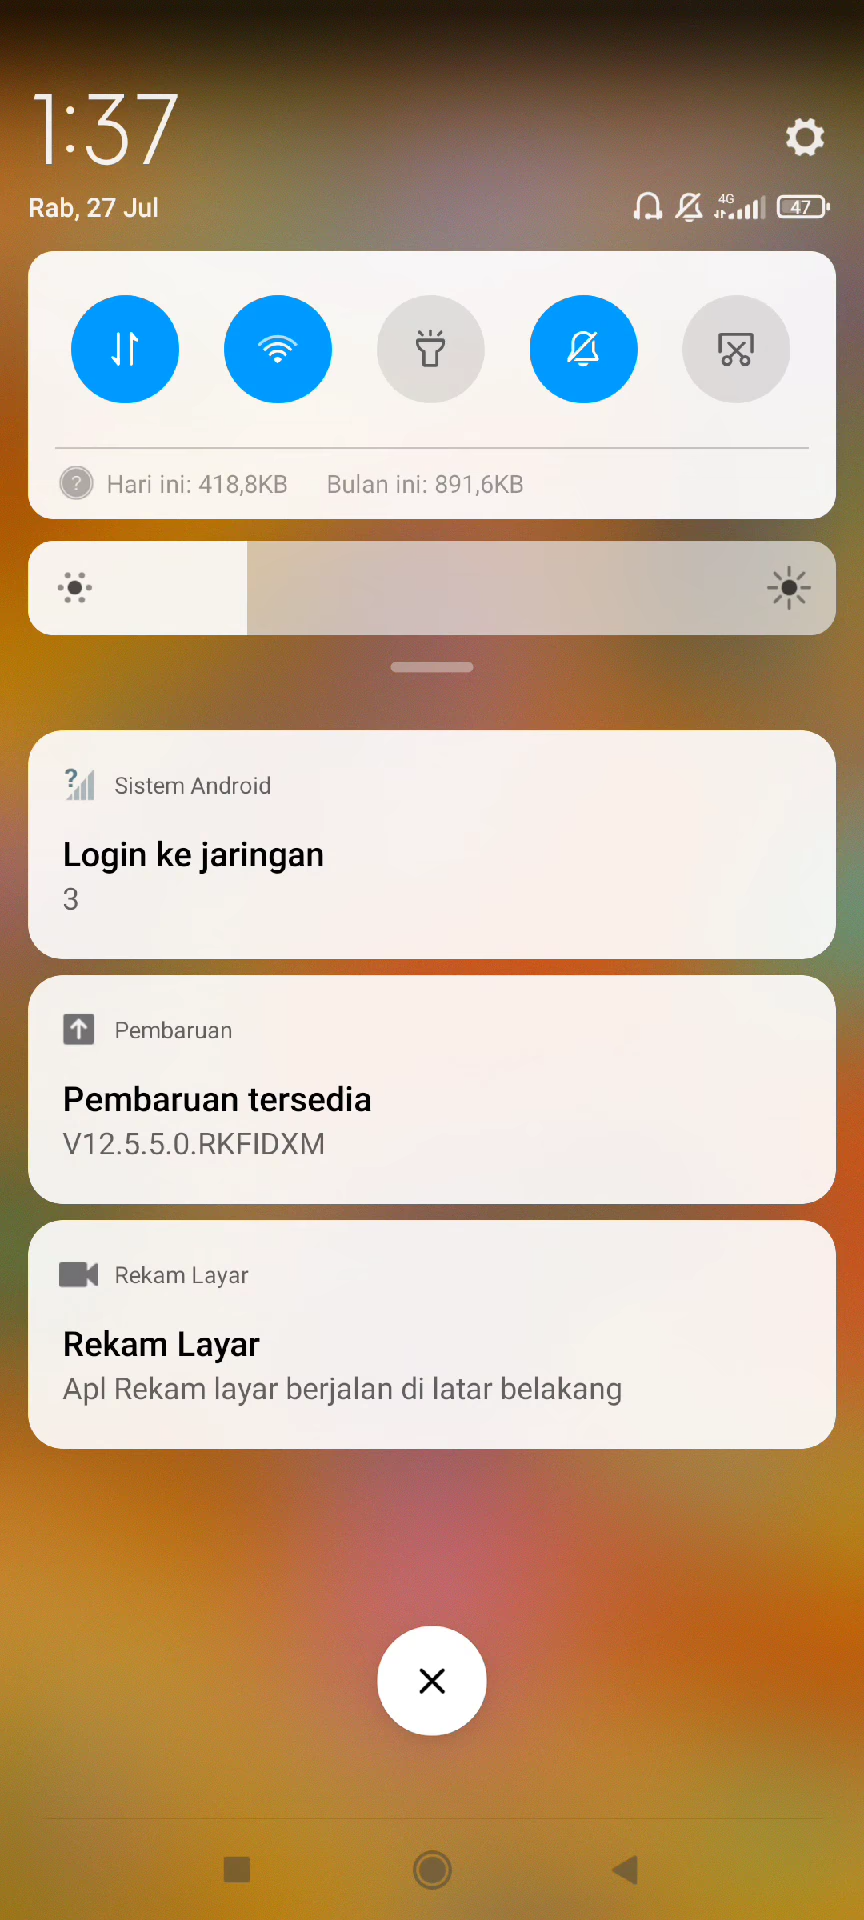 1:37
Rab, 27 Jul
4G
47
Hari ini: 418,8KB Bulan ini: 891,6KB
Sistem Android
Login ke jaringan
3
Pembaruan
Pembaruan tersedia
V12.5.5.0.RKFIDXM
Rekam Layar
Rekam Layar
Apl Rekam layar berjalan di latar belakang